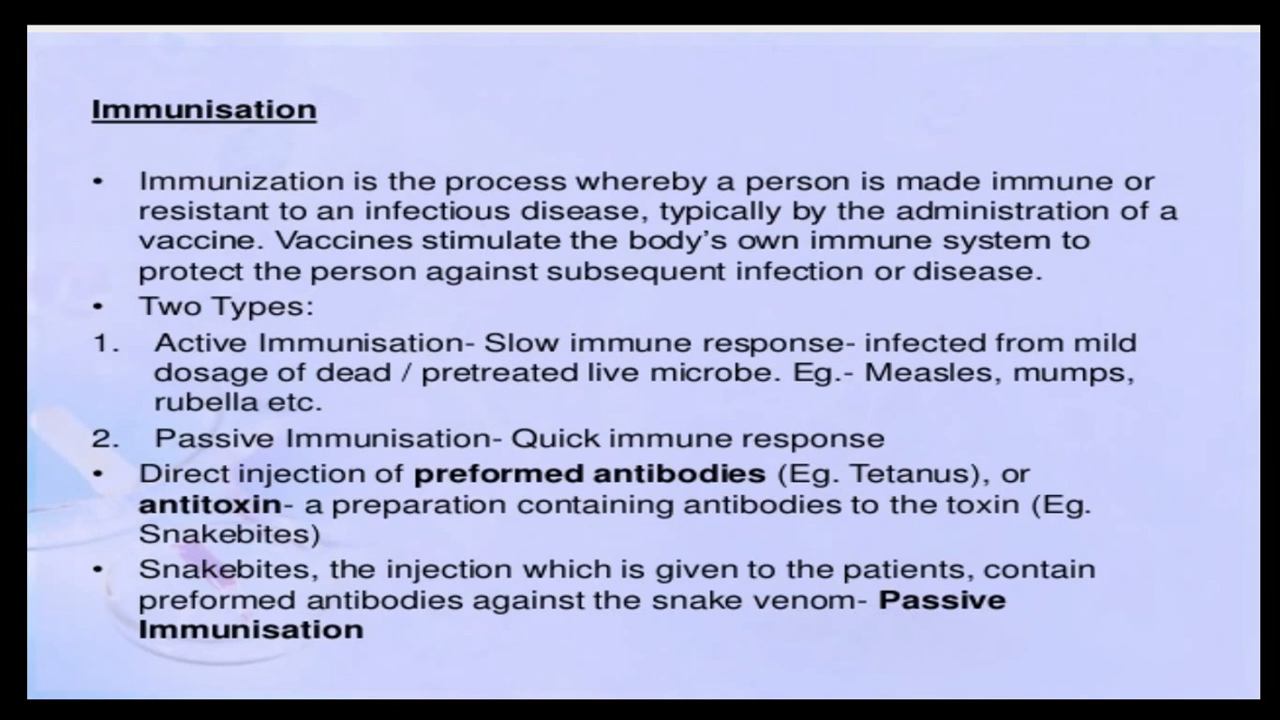 Immunisation
• Immunization is the process whereby a person is made immune or
resistant to an infectious disease, typically by the administration of a
vaccine. Vaccines stimulate the body's own immune system to
protect the person against subsequent infection or disease.
• Two Types:
1. Active Immunisation- Slow immune response- infected from mild
dosage of dead / pretreated live microbe. Eg.- Measles, mumps,
rubella etc.
2. Passive Immunisation- Quick immune response
• Direct injection of preformed antibodies (Eg. Tetanus), or
antitoxin- a preparation containing antibodies to the toxin (Eg.
Snakebites)
• Snakebites, the injection which is given to the patients, contain
preformed antibodies against the snake venom- Passive
Immunisation